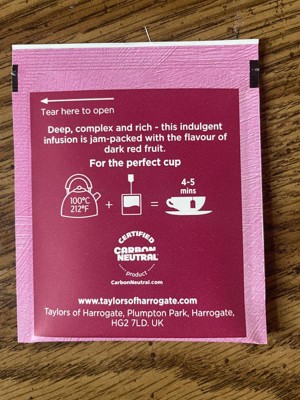 Tear here to open
Deep, complex and rich - this indulgent
infusion is jam-packed with the flavour of
dark red fruit.
For the perfect cup
100°C
212°F
+
=
4-5
mins
CERTIFIED
CARBON
NEUTRAL
product
CarbonNeutral.com
www.taylorsofharrogate.com
Taylors of Harrogate, Plumpton Park, Harrogate,
HG2 7LD. UK